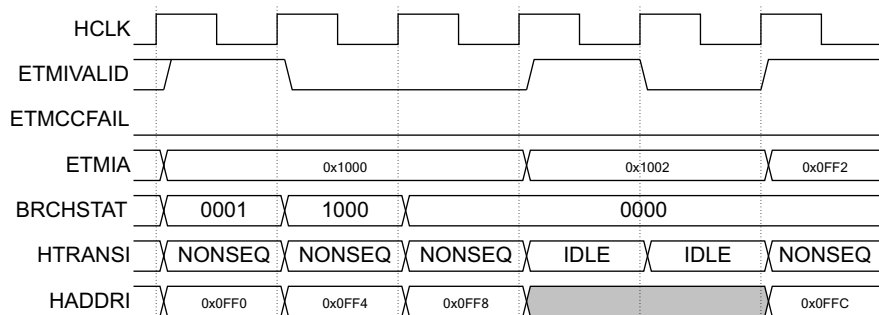 HCLK
ETMIVALID
ETMCCFAIL
ETMIA 0x1000 0x1002 0x0FF2
BRCHSTAT 0001 1000 0000
HTRANSI NONSEQ NONSEQ NONSEQ IDLE IDLE NONSEQ
HADDRI 0x0FF0 0x0FF4 0x0FF8 0x0FFC